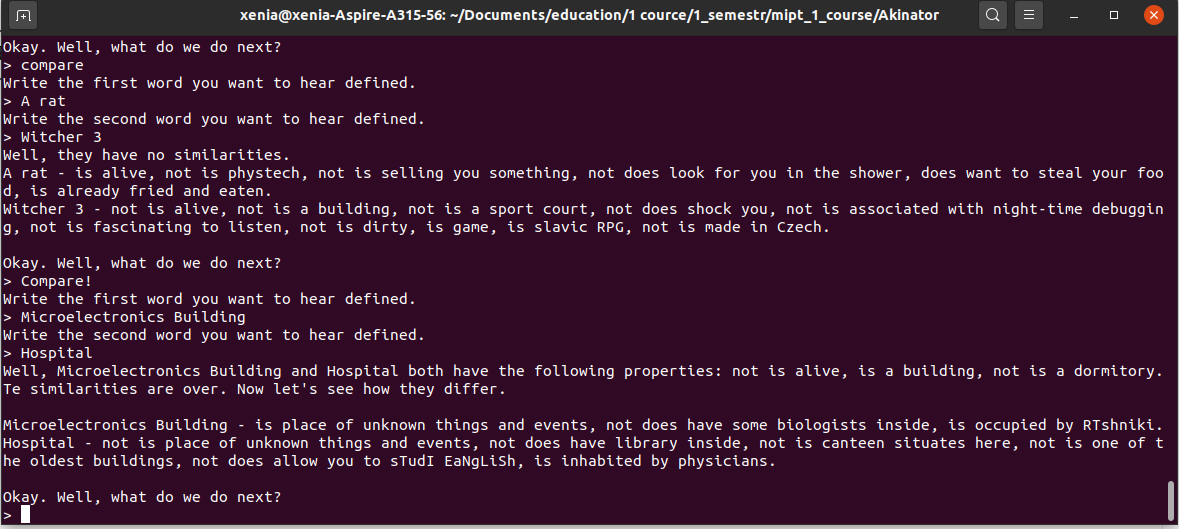 xenia@xenia-Aspire-A315-56: ~/Documents/education/1 cource/1_semestr/mipt_1_course/Akinator
Okay. Well, what do we do next?
> compare
Write the first word you want to hear defined.
> A rat
Write the second word you want to hear defined.
> Witcher 3
Well, they have no similarities.
A rat - is alive, not is phystech, not is selling you something, not does look for you in the shower, does want to steal your foo
d, is already fried and eaten.
Witcher 3 - not is alive, not is a building, not is a sport court, not does shock you, not is associated with night-time debuggin
g, not is fascinating to listen, not is dirty, is game, is slavic RPG, not is made in Czech.
Okay. Well, what do we do next?
> Compare!
Write the first word you want to hear defined.
> Microelectronics Building
Write the second word you want to hear defined.
> Hospital
Well, Microelectronics Building and Hospital both have the following properties: not is alive, is a building, not is a dormitory.
Te similarities are over. Now let's see how they differ.
Microelectronics Building - is place of unknown things and events, not does have some biologists inside, is occupied by RTshniki.
Hospital - not is place of unknown things and events, not does have library inside, not is canteen situates here, not is one of t
he oldest buildings, not does allow you to sTudI EaNgLiSh, is inhabited by physicians.
Okay. Well, what do we do next?
>